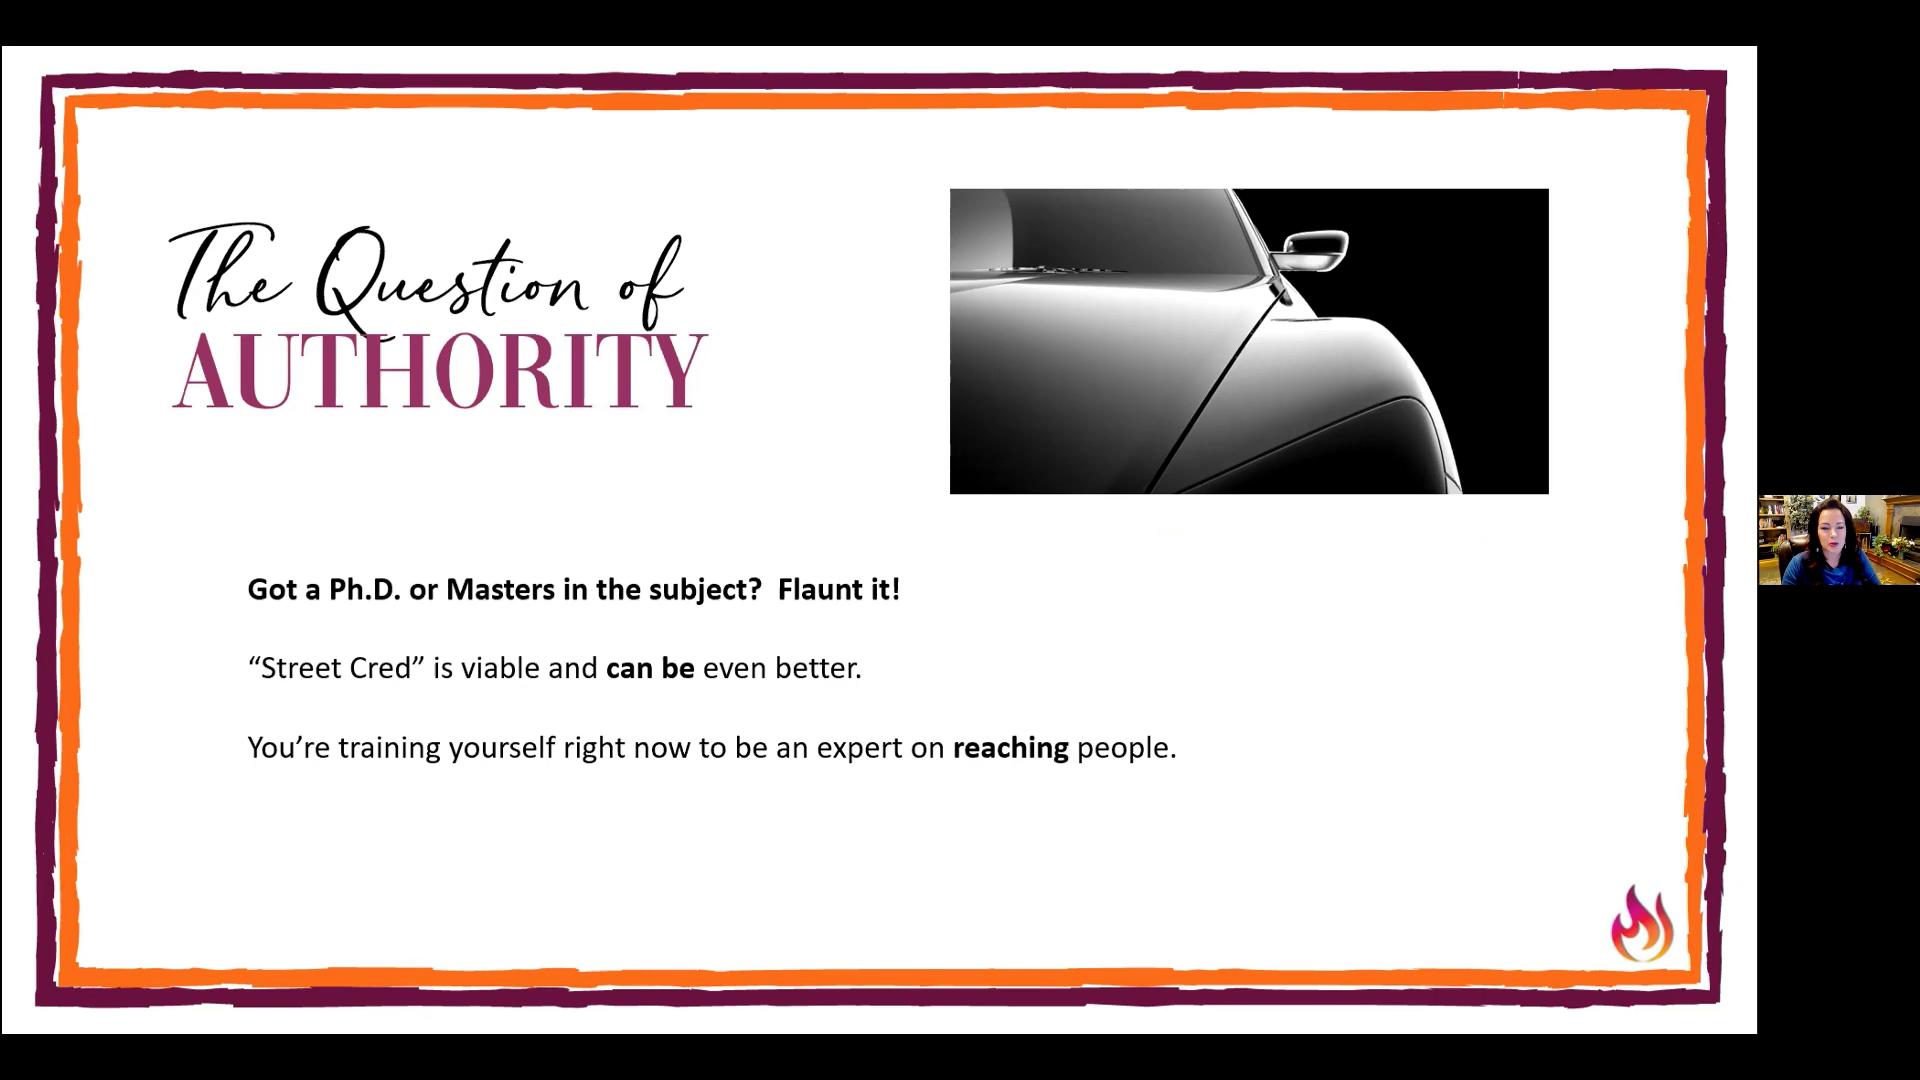 The Question of
AUTHORITY
Got a Ph.D. or Masters in the subject?  Flaunt it!
“Street Cred” is viable and can be even better.
You’re training yourself right now to be an expert on reaching people.